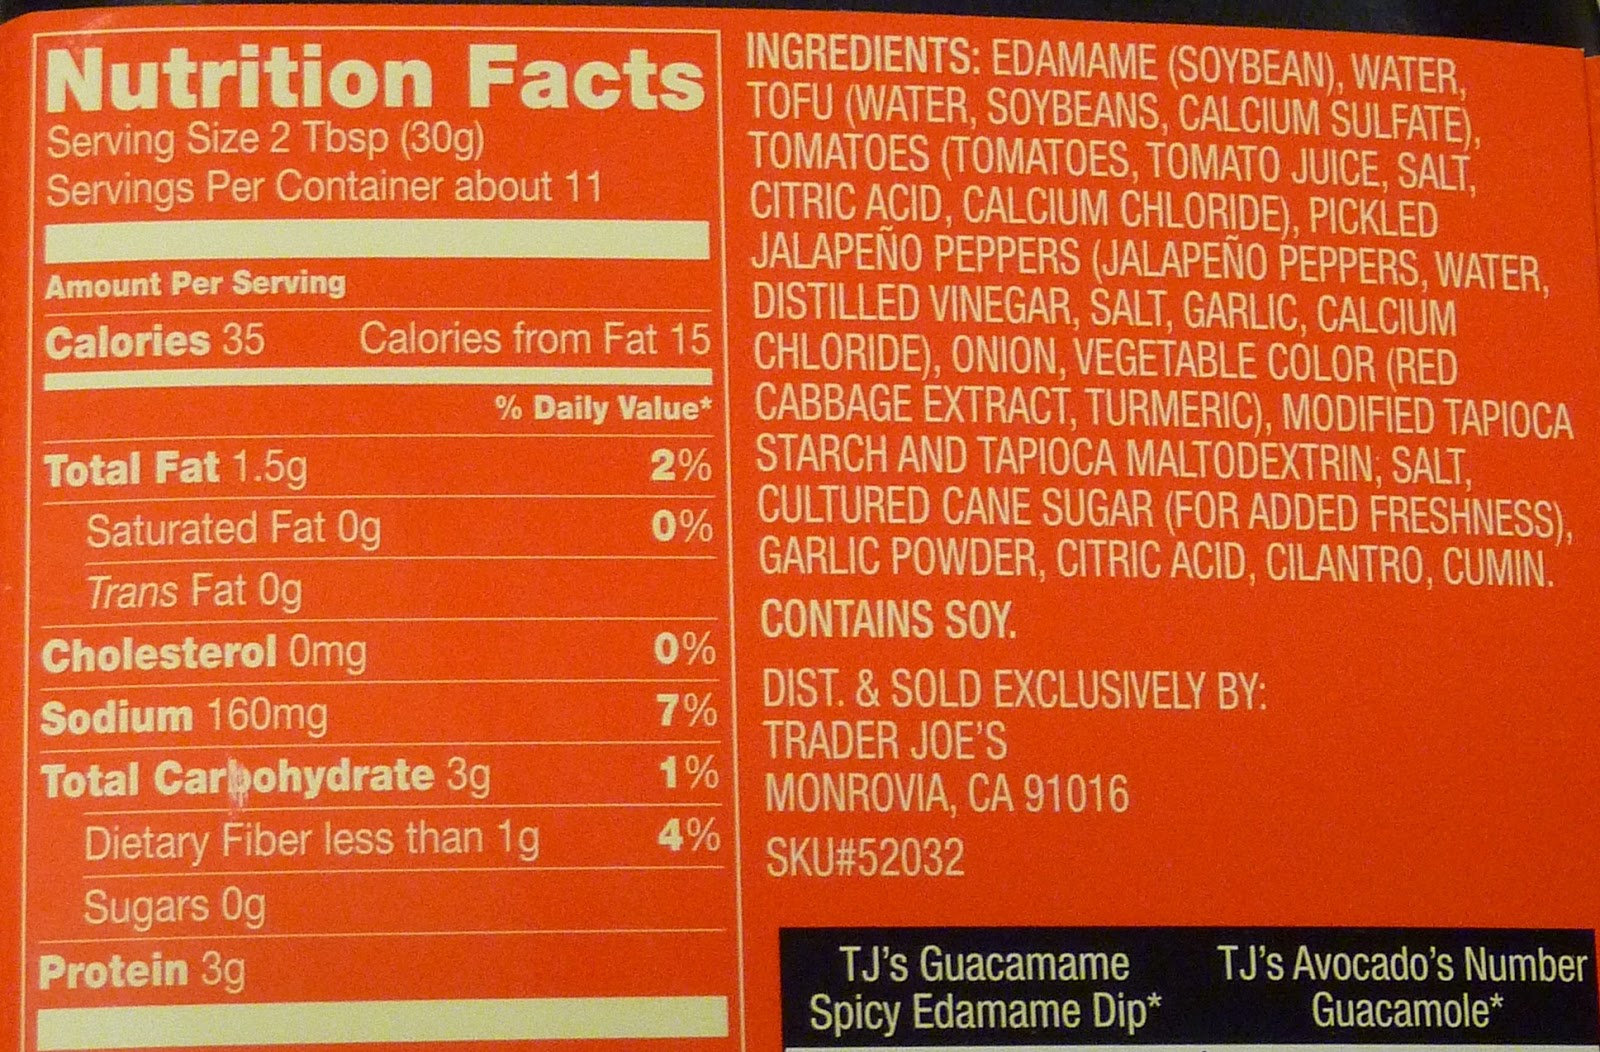 Nutrition Facts
Serving Size 2 Tbsp (30g)
Servings Per Container about 11
Amount Per Serving
Calories 35 Calories from Fat 15
% Daily Value*
Total Fat 1.5g 2%
Saturated Fat 0g 0%
Trans Fat 0g
Cholesterol 0mg 0%
Sodium 160mg 7%
Total Carbohydrate 3g 1%
Dietary Fiber less than 1g 4%
Sugars 0g
Protein 3g
INGREDIENTS: EDAMAME (SOYBEAN), WATER,
TOFU (WATER, SOYBEANS, CALCIUM SULFATE),
TOMATOES (TOMATOES, TOMATO JUICE, SALT,
CITRIC ACID, CALCIUM CHLORIDE), PICKLED
JALAPEÑO PEPPERS (JALAPEÑO PEPPERS, WATER,
DISTILLED VINEGAR, SALT, GARLIC, CALCIUM
CHLORIDE), ONION, VEGETABLE COLOR (RED
CABBAGE EXTRACT, TURMERIC), MODIFIED TAPIOCA
STARCH AND TAPIOCA MALTODEXTRIN, SALT,
CULTURED CANE SUGAR (FOR ADDED FRESHNESS),
GARLIC POWDER, CITRIC ACID, CILANTRO, CUMIN.
CONTAINS SOY.
DIST. & SOLD EXCLUSIVELY BY:
TRADER JOE'S
MONROVIA, CA 91016
SKU#52032
TJ's Guacamame
Spicy Edamame Dip*
TJ's Avocado's Number
Guacamole*